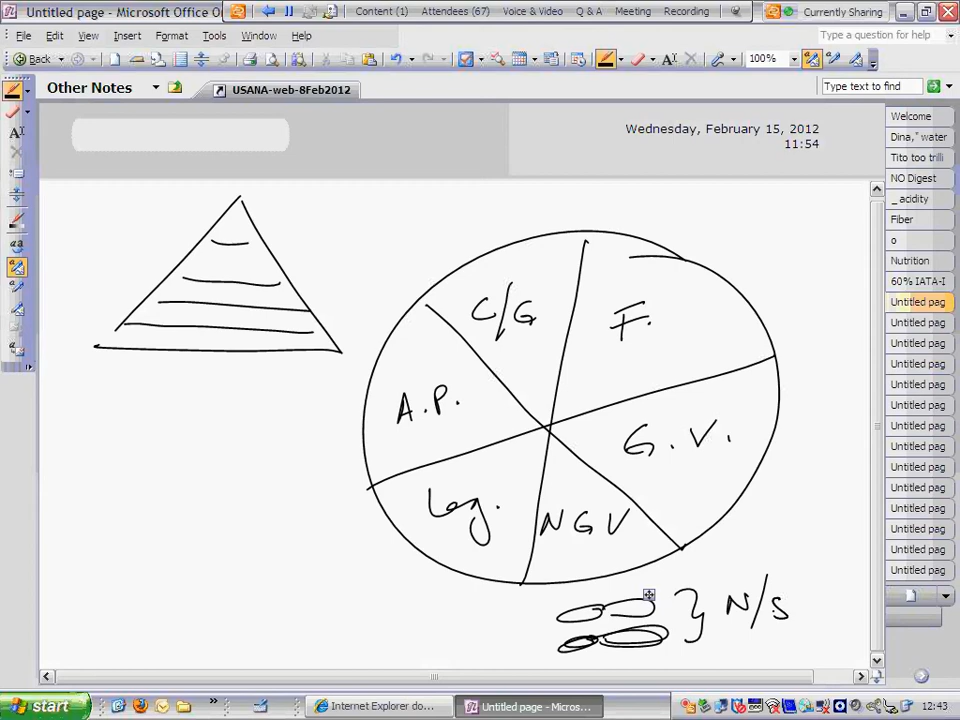 Untitled page - Microsoft Office O
Content (1) Attendees (67) Voice & Video Q & A Meeting Recording Currently Sharing
File Edit View Insert Format Tools Window Help Type a question for help
Back 100%
Other Notes USANA-web-8Feb2012 Type text to find
Wednesday, February 15, 2012
11:54
Welcome
Dina," water
Tito too trilli
NO Digest
_ acidity
Fiber
o
Nutrition
60% IATA-I
Untitled pag
Untitled pag
Untitled pag
Untitled pag
Untitled pag
Untitled pag
Untitled pag
Untitled pag
Untitled pag
Untitled pag
Untitled pag
Untitled pag
Untitled pag
Untitled pag
C/G
F.
A.P.
G.V.
Leg.
NGV
} N/S
start Internet Explorer do... Untitled page - Micros... 12:43